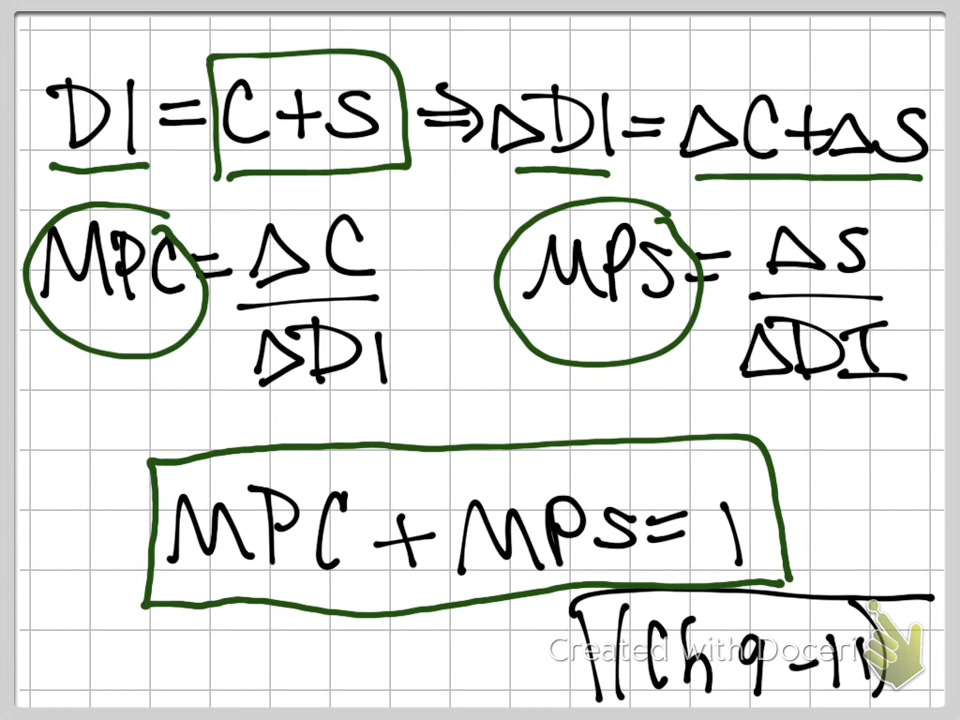 DI = C + S ⇒ ΔDI = ΔC + ΔS
MPC = ΔC / ΔDI MPS = ΔS / ΔDI
MPC + MPS = 1
(Ch 9-11)
Created with Doceri